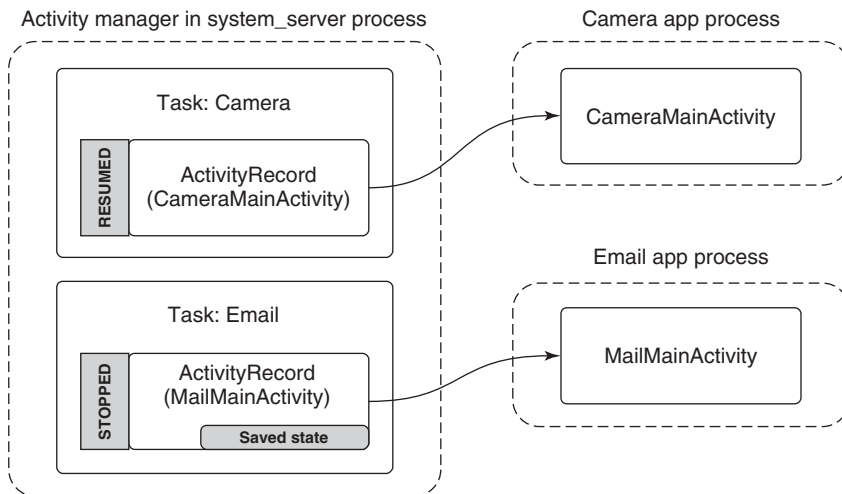 Activity manager in system_server process
Camera app process
Task: Camera
RESUMED
ActivityRecord
(CameraMainActivity)
CameraMainActivity
Email app process
Task: Email
STOPPED
ActivityRecord
(MailMainActivity)
Saved state
MailMainActivity